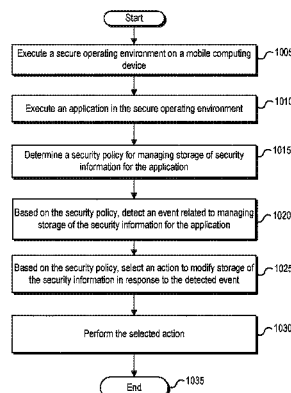 Start
Execute a secure operating environment on a mobile computing
device
1005
Execute an application in the secure operating environment
1010
Determine a security policy for managing storage of security
information for the application
1015
Based on the security policy, detect an event related to managing
storage of the security information for the application
1020
Based on the security policy, select an action to modify storage of
the security information in response to the detected event
1025
Perform the selected action
1030
End
1035